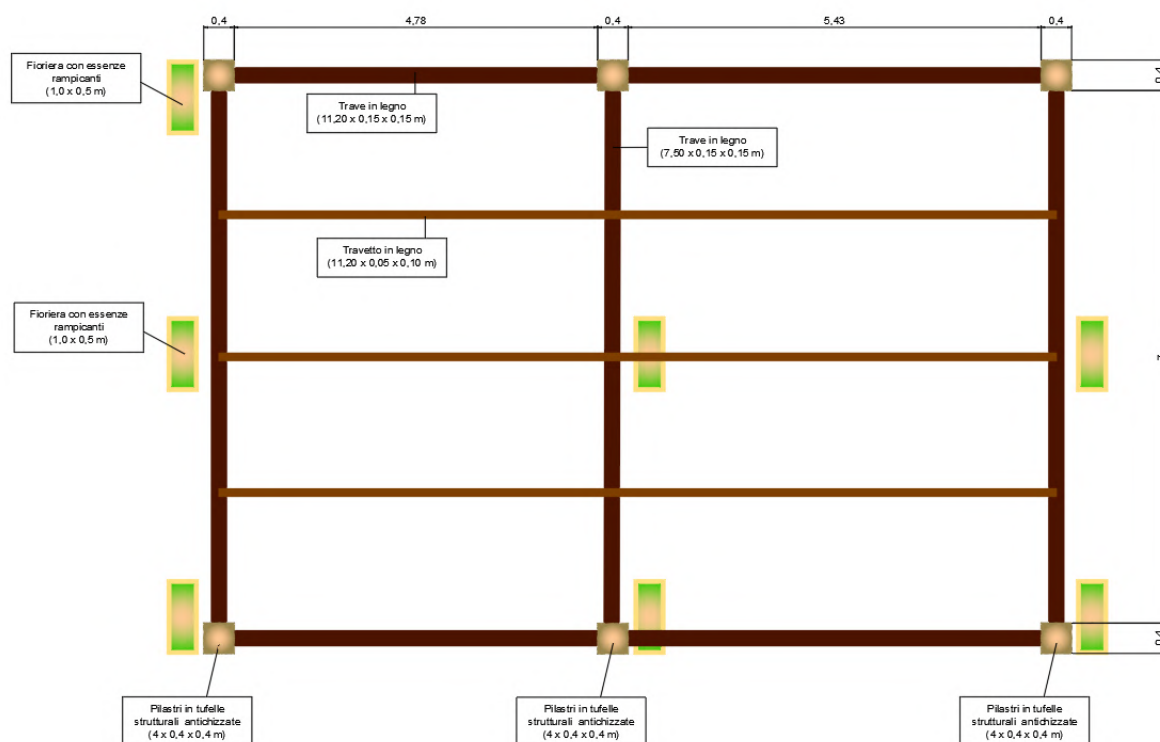 0,4
4,78
0,4
5,43
0,4
Fioriera con essenze
rampicanti
(1,0 x 0,5 m)
0,4
Trave in legno
(11,20 x 0,15 x 0,15 m)
Trave in legno
(7,50 x 0,15 x 0,15 m)
Travetto in legno
(11,20 x 0,05 x 0,10 m)
Fioriera con essenze
rampicanti
(1,0 x 0,5 m)
0,4
Pilastri in tufelle
strutturali antichizzate
(4 x 0,4 x 0,4 m)
Pilastri in tufelle
strutturali antichizzate
(4 x 0,4 x 0,4 m)
Pilastri in tufelle
strutturali antichizzate
(4 x 0,4 x 0,4 m)